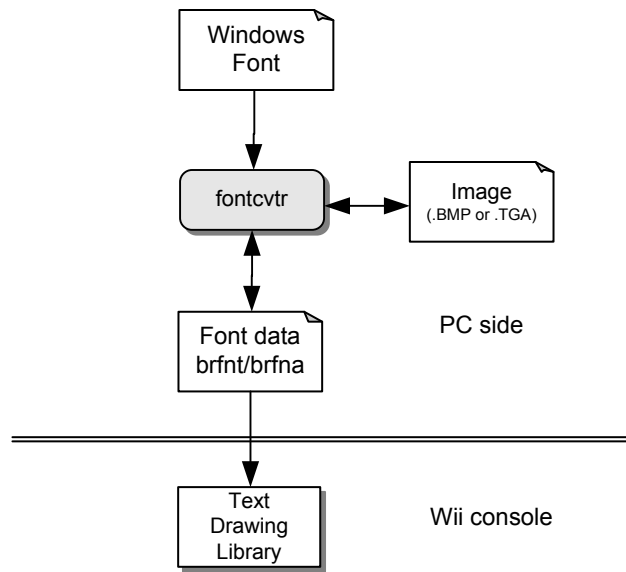 Windows
Font
fontcvtr
Image
(.BMP or .TGA)
Font data
brfnt/brfna
PC side
Text
Drawing
Library
Wii console